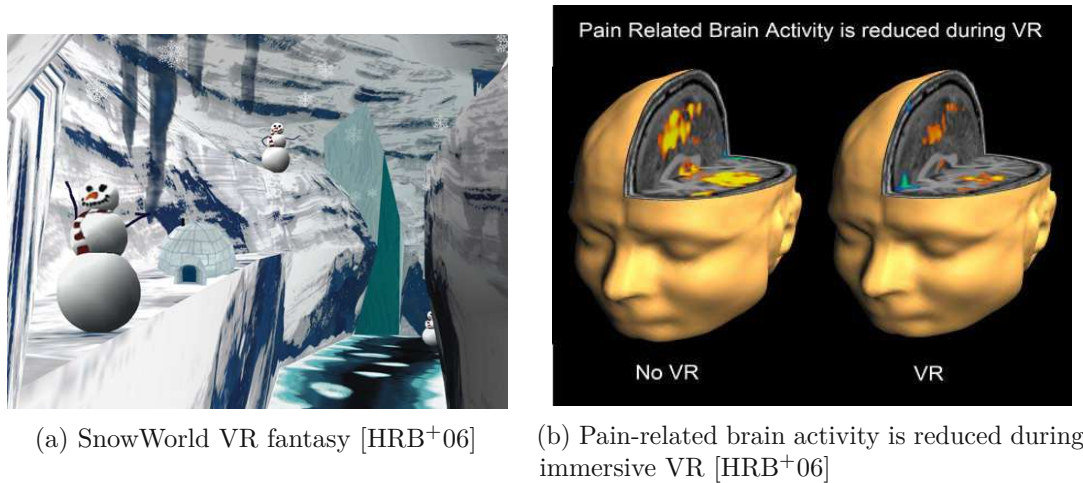 Pain Related Brain Activity is reduced during VR
No VR
VR
(a) SnowWorld VR fantasy [HRB+06]
(b) Pain-related brain activity is reduced during
immersive VR [HRB+06]